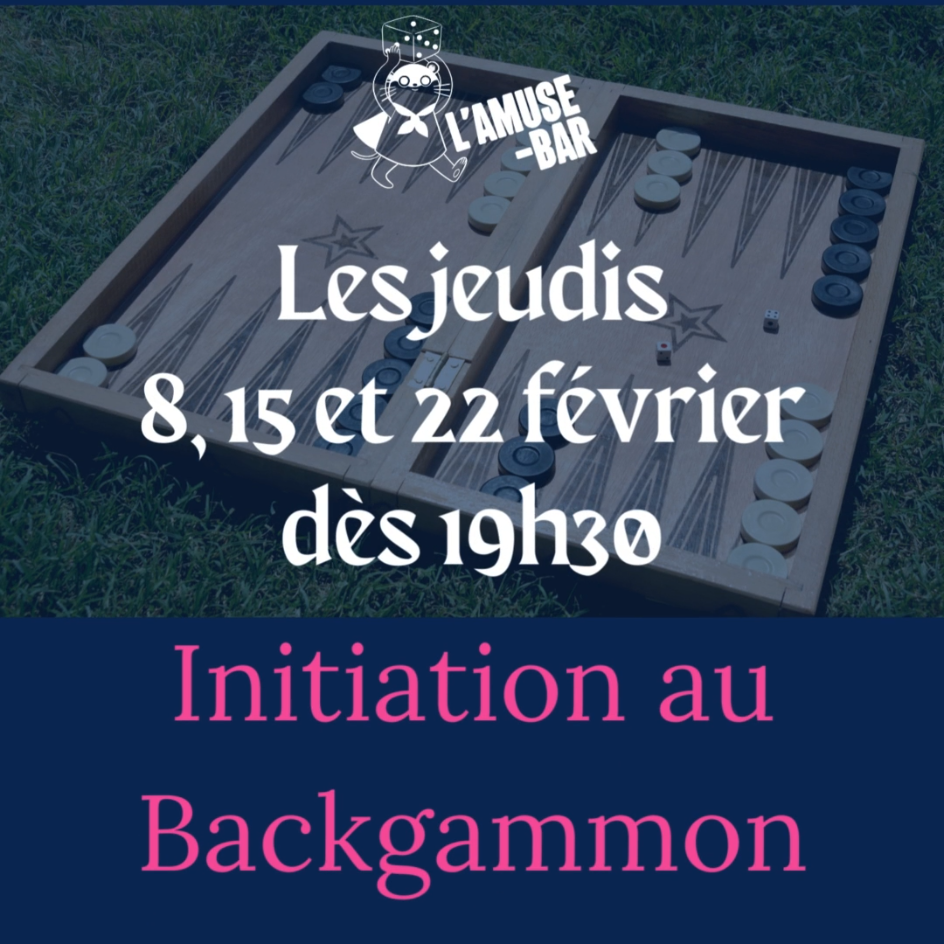 L'AMUSE
-BAR
Les jeudis
8, 15 et 22 février
dès 19h30
Initiation au
Backgammon